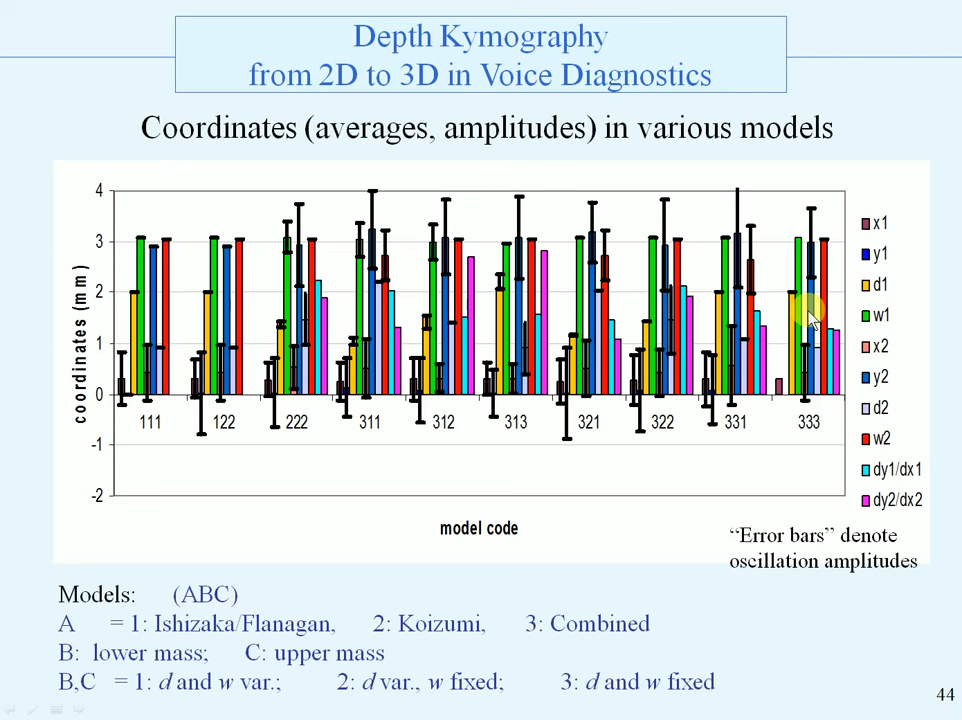 Depth Kymography
from 2D to 3D in Voice Diagnostics
Coordinates (averages, amplitudes) in various models
coordinates (mm)
4
3
2
1
0
-1
-2
111 122 222 311 312 313 321 322 331 333
model code
x1
y1
d1
w1
x2
y2
d2
w2
dy1/dx1
dy2/dx2
“Error bars” denote
oscillation amplitudes
Models: (ABC)
A = 1: Ishizaka/Flanagan, 2: Koizumi, 3: Combined
B: lower mass; C: upper mass
B,C = 1: d and w var.; 2: d var., w fixed; 3: d and w fixed
44